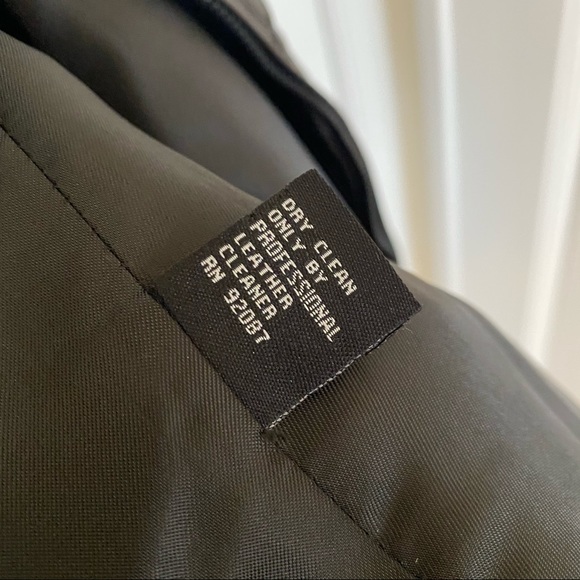 DRY CLEAN
ONLY BY
PROFESSIONAL
LEATHER
CLEANER
RN 92087